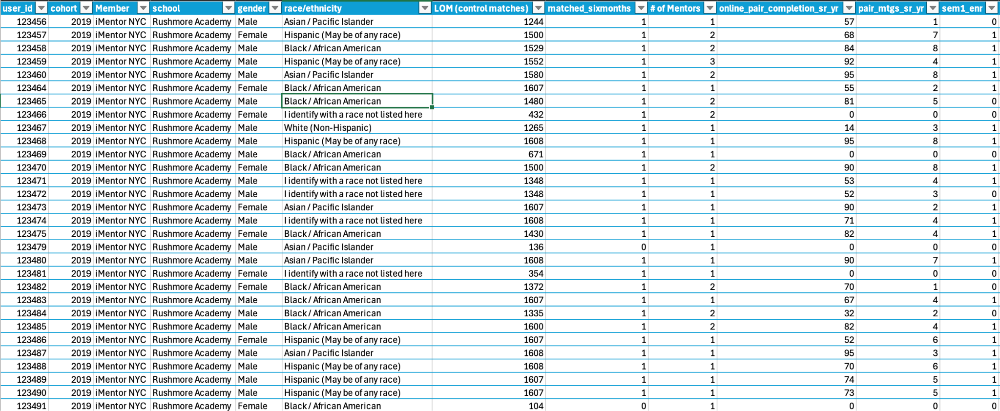 user_id cohort Member school gender race/ethnicity LOM (control matches) matched_sixmonths # of Mentors online_pair_completion_sr_yr pair_mtgs_sr_yr sem1_enr
123456 2019 iMentor NYC Rushmore Academy Male Asian / Pacific Islander 1244 1 1 57 1 0
123457 2019 iMentor NYC Rushmore Academy Female Hispanic (May be of any race) 1500 1 2 68 7 1
123458 2019 iMentor NYC Rushmore Academy Male Black / African American 1529 1 2 84 8 1
123459 2019 iMentor NYC Rushmore Academy Male Hispanic (May be of any race) 1552 1 3 92 4 1
123460 2019 iMentor NYC Rushmore Academy Male Asian / Pacific Islander 1580 1 2 95 8 1
123464 2019 iMentor NYC Rushmore Academy Female Black / African American 1607 1 1 55 2 1
123465 2019 iMentor NYC Rushmore Academy Male Black / African American 1480 1 2 81 5 0
123466 2019 iMentor NYC Rushmore Academy Female I identify with a race not listed here 432 1 2 0 0 0
123467 2019 iMentor NYC Rushmore Academy Male White (Non-Hispanic) 1265 1 1 14 3 1
123468 2019 iMentor NYC Rushmore Academy Male Hispanic (May be of any race) 1608 1 1 95 8 1
123469 2019 iMentor NYC Rushmore Academy Male Black / African American 671 1 1 0 0 0
123470 2019 iMentor NYC Rushmore Academy Female Black / African American 1500 1 2 90 8 1
123471 2019 iMentor NYC Rushmore Academy Male I identify with a race not listed here 1348 1 1 53 4 1
123472 2019 iMentor NYC Rushmore Academy Male I identify with a race not listed here 1348 1 1 52 3 0
123473 2019 iMentor NYC Rushmore Academy Female Asian / Pacific Islander 1607 1 1 90 2 1
123474 2019 iMentor NYC Rushmore Academy Male I identify with a race not listed here 1608 1 1 71 4 1
123475 2019 iMentor NYC Rushmore Academy Female Black / African American 1430 1 1 82 4 1
123479 2019 iMentor NYC Rushmore Academy Male Asian / Pacific Islander 136 0 1 0 0 0
123480 2019 iMentor NYC Rushmore Academy Male Asian / Pacific Islander 1608 1 1 90 7 1
123481 2019 iMentor NYC Rushmore Academy Female I identify with a race not listed here 354 1 1 0 0 0
123482 2019 iMentor NYC Rushmore Academy Female Black / African American 1372 1 2 70 1 0
123483 2019 iMentor NYC Rushmore Academy Male Black / African American 1607 1 1 67 4 1
123484 2019 iMentor NYC Rushmore Academy Male Black / African American 1335 1 2 32 2 0
123485 2019 iMentor NYC Rushmore Academy Male Black / African American 1600 1 2 82 4 1
123486 2019 iMentor NYC Rushmore Academy Female Hispanic (May be of any race) 1607 1 1 52 6 1
123487 2019 iMentor NYC Rushmore Academy Male Asian / Pacific Islander 1608 1 1 95 3 1
123488 2019 iMentor NYC Rushmore Academy Male Hispanic (May be of any race) 1608 1 1 70 6 1
123489 2019 iMentor NYC Rushmore Academy Male Hispanic (May be of any race) 1607 1 1 74 5 1
123490 2019 iMentor NYC Rushmore Academy Male Hispanic (May be of any race) 1607 1 1 73 5 1
123491 2019 iMentor NYC Rushmore Academy Female Black / African American 104 0 1 0 0 0